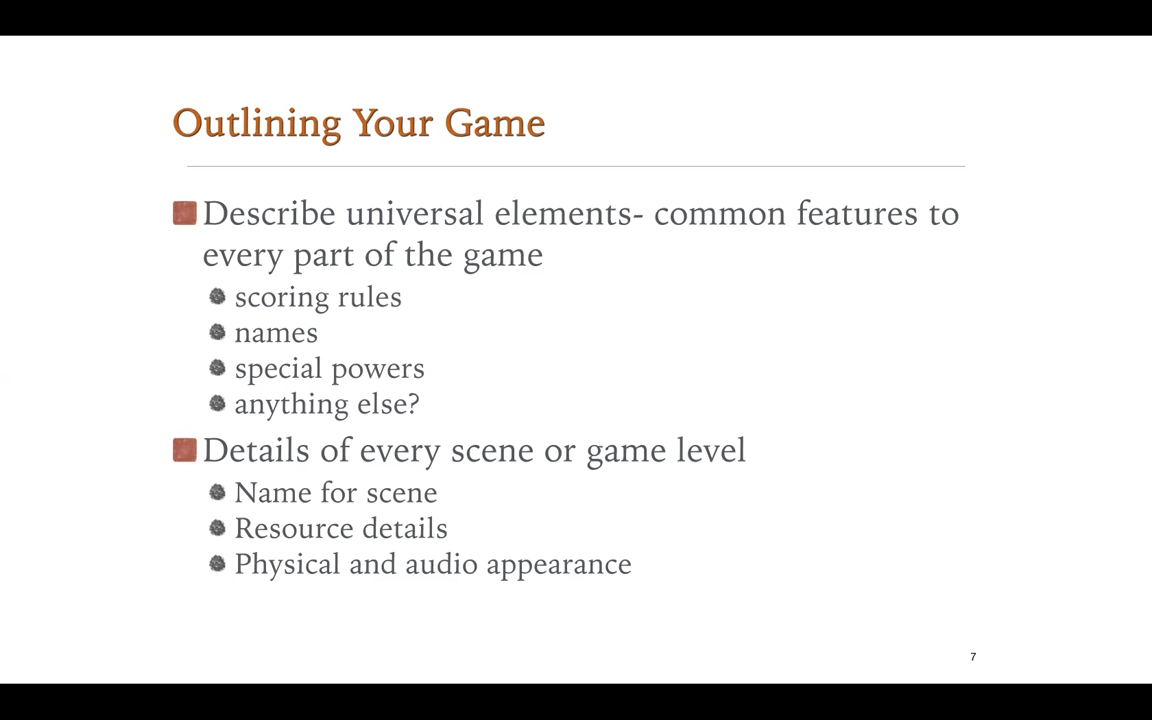 Outlining Your Game
Describe universal elements- common features to
every part of the game
scoring rules
names
special powers
anything else?
Details of every scene or game level
Name for scene
Resource details
Physical and audio appearance
7